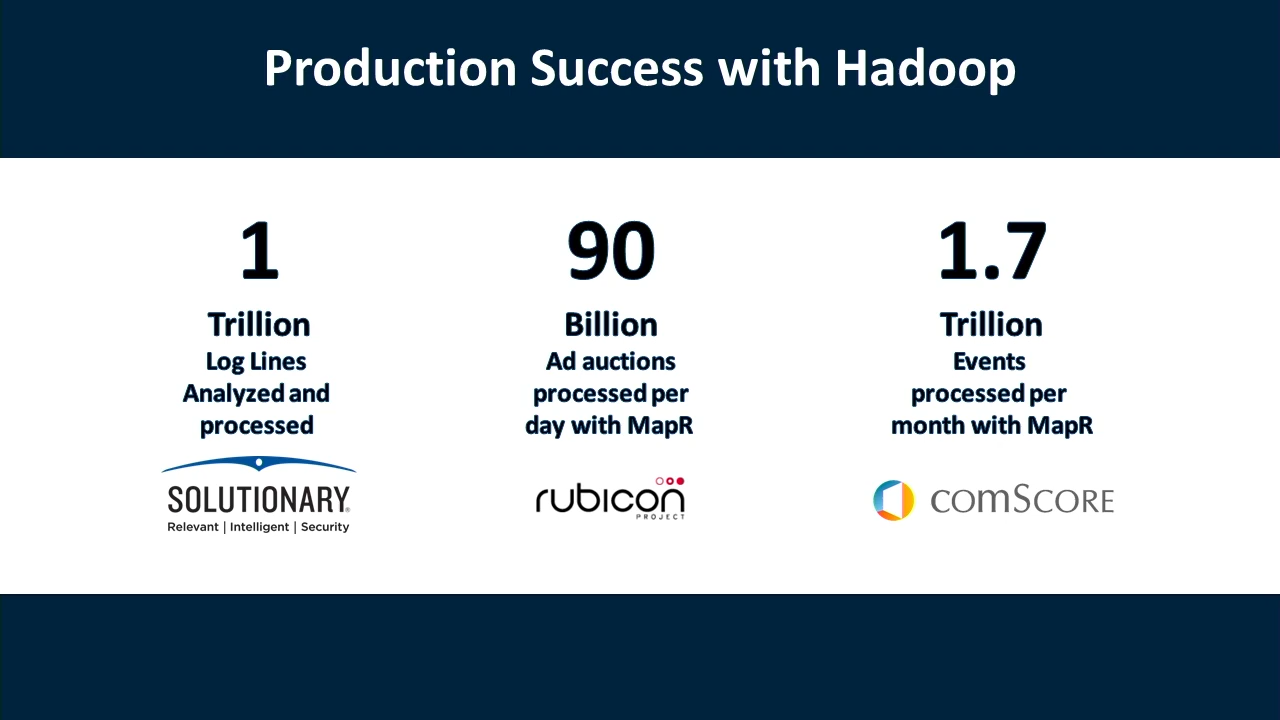 Production Success with Hadoop
1
Trillion
Log Lines
Analyzed and
processed
SOLUTIONARY®
Relevant | Intelligent | Security
90
Billion
Ad auctions
processed per
day with MapR
rubicon
PROJECT
1.7
Trillion
Events
processed per
month with MapR
comScore